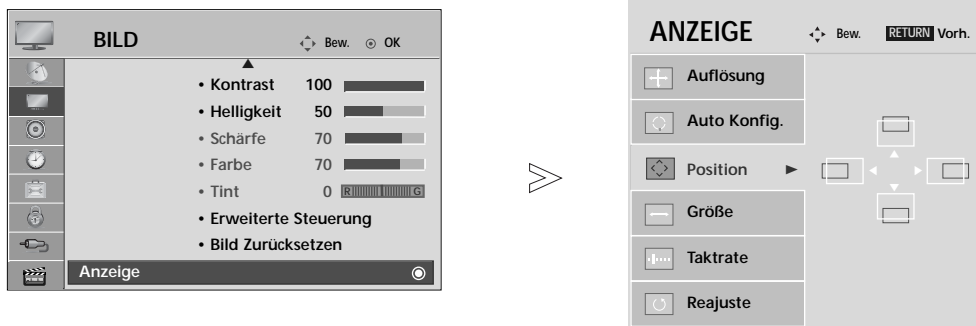 BILD
Bew. OK
• Kontrast 100
• Helligkeit 50
• Schärfe 70
• Farbe 70
• Tint 0 R G
• Erweiterte Steuerung
• Bild Zurücksetzen
Anzeige
ANZEIGE
Bew. RETURN Vorh.
Auflösung
Auto Konfig.
Position
Größe
Taktrate
Reajuste